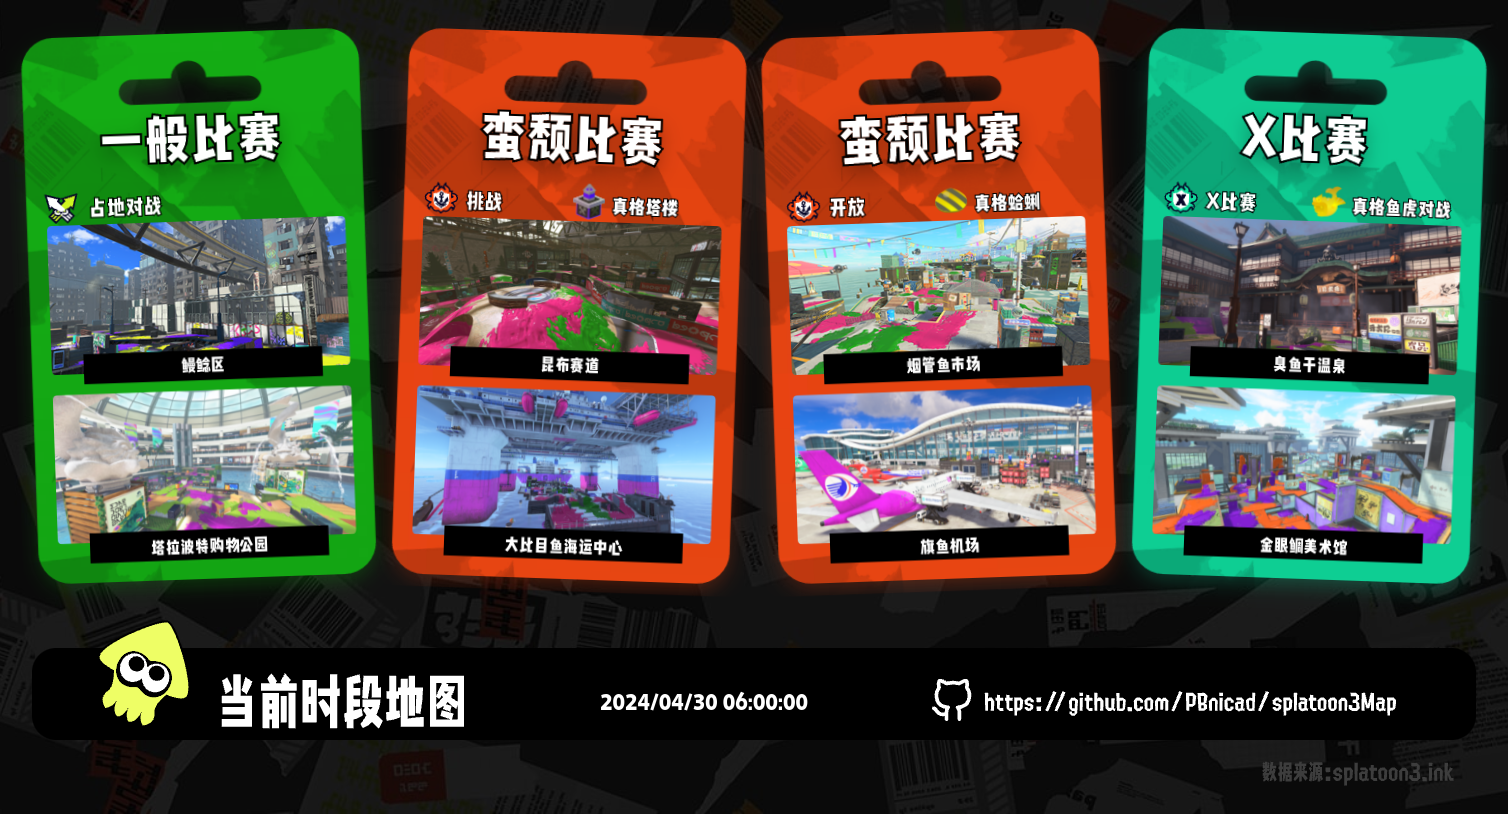 一般比赛
占地对战
鳗鲶区
塔拉波特购物公园
蛮颓比赛
挑战
真格塔楼
昆布赛道
大比目鱼海运中心
蛮颓比赛
开放
真格蛤蜊
烟管鱼市场
旗鱼机场
X比赛
X比赛
真格鱼虎对战
臭鱼干温泉
金眼鲷美术馆
当前时段地图
2024/04/30 06:00:00
https://github.com/PBnicad/splatoon3Map
数据来源:splatoon3.ink